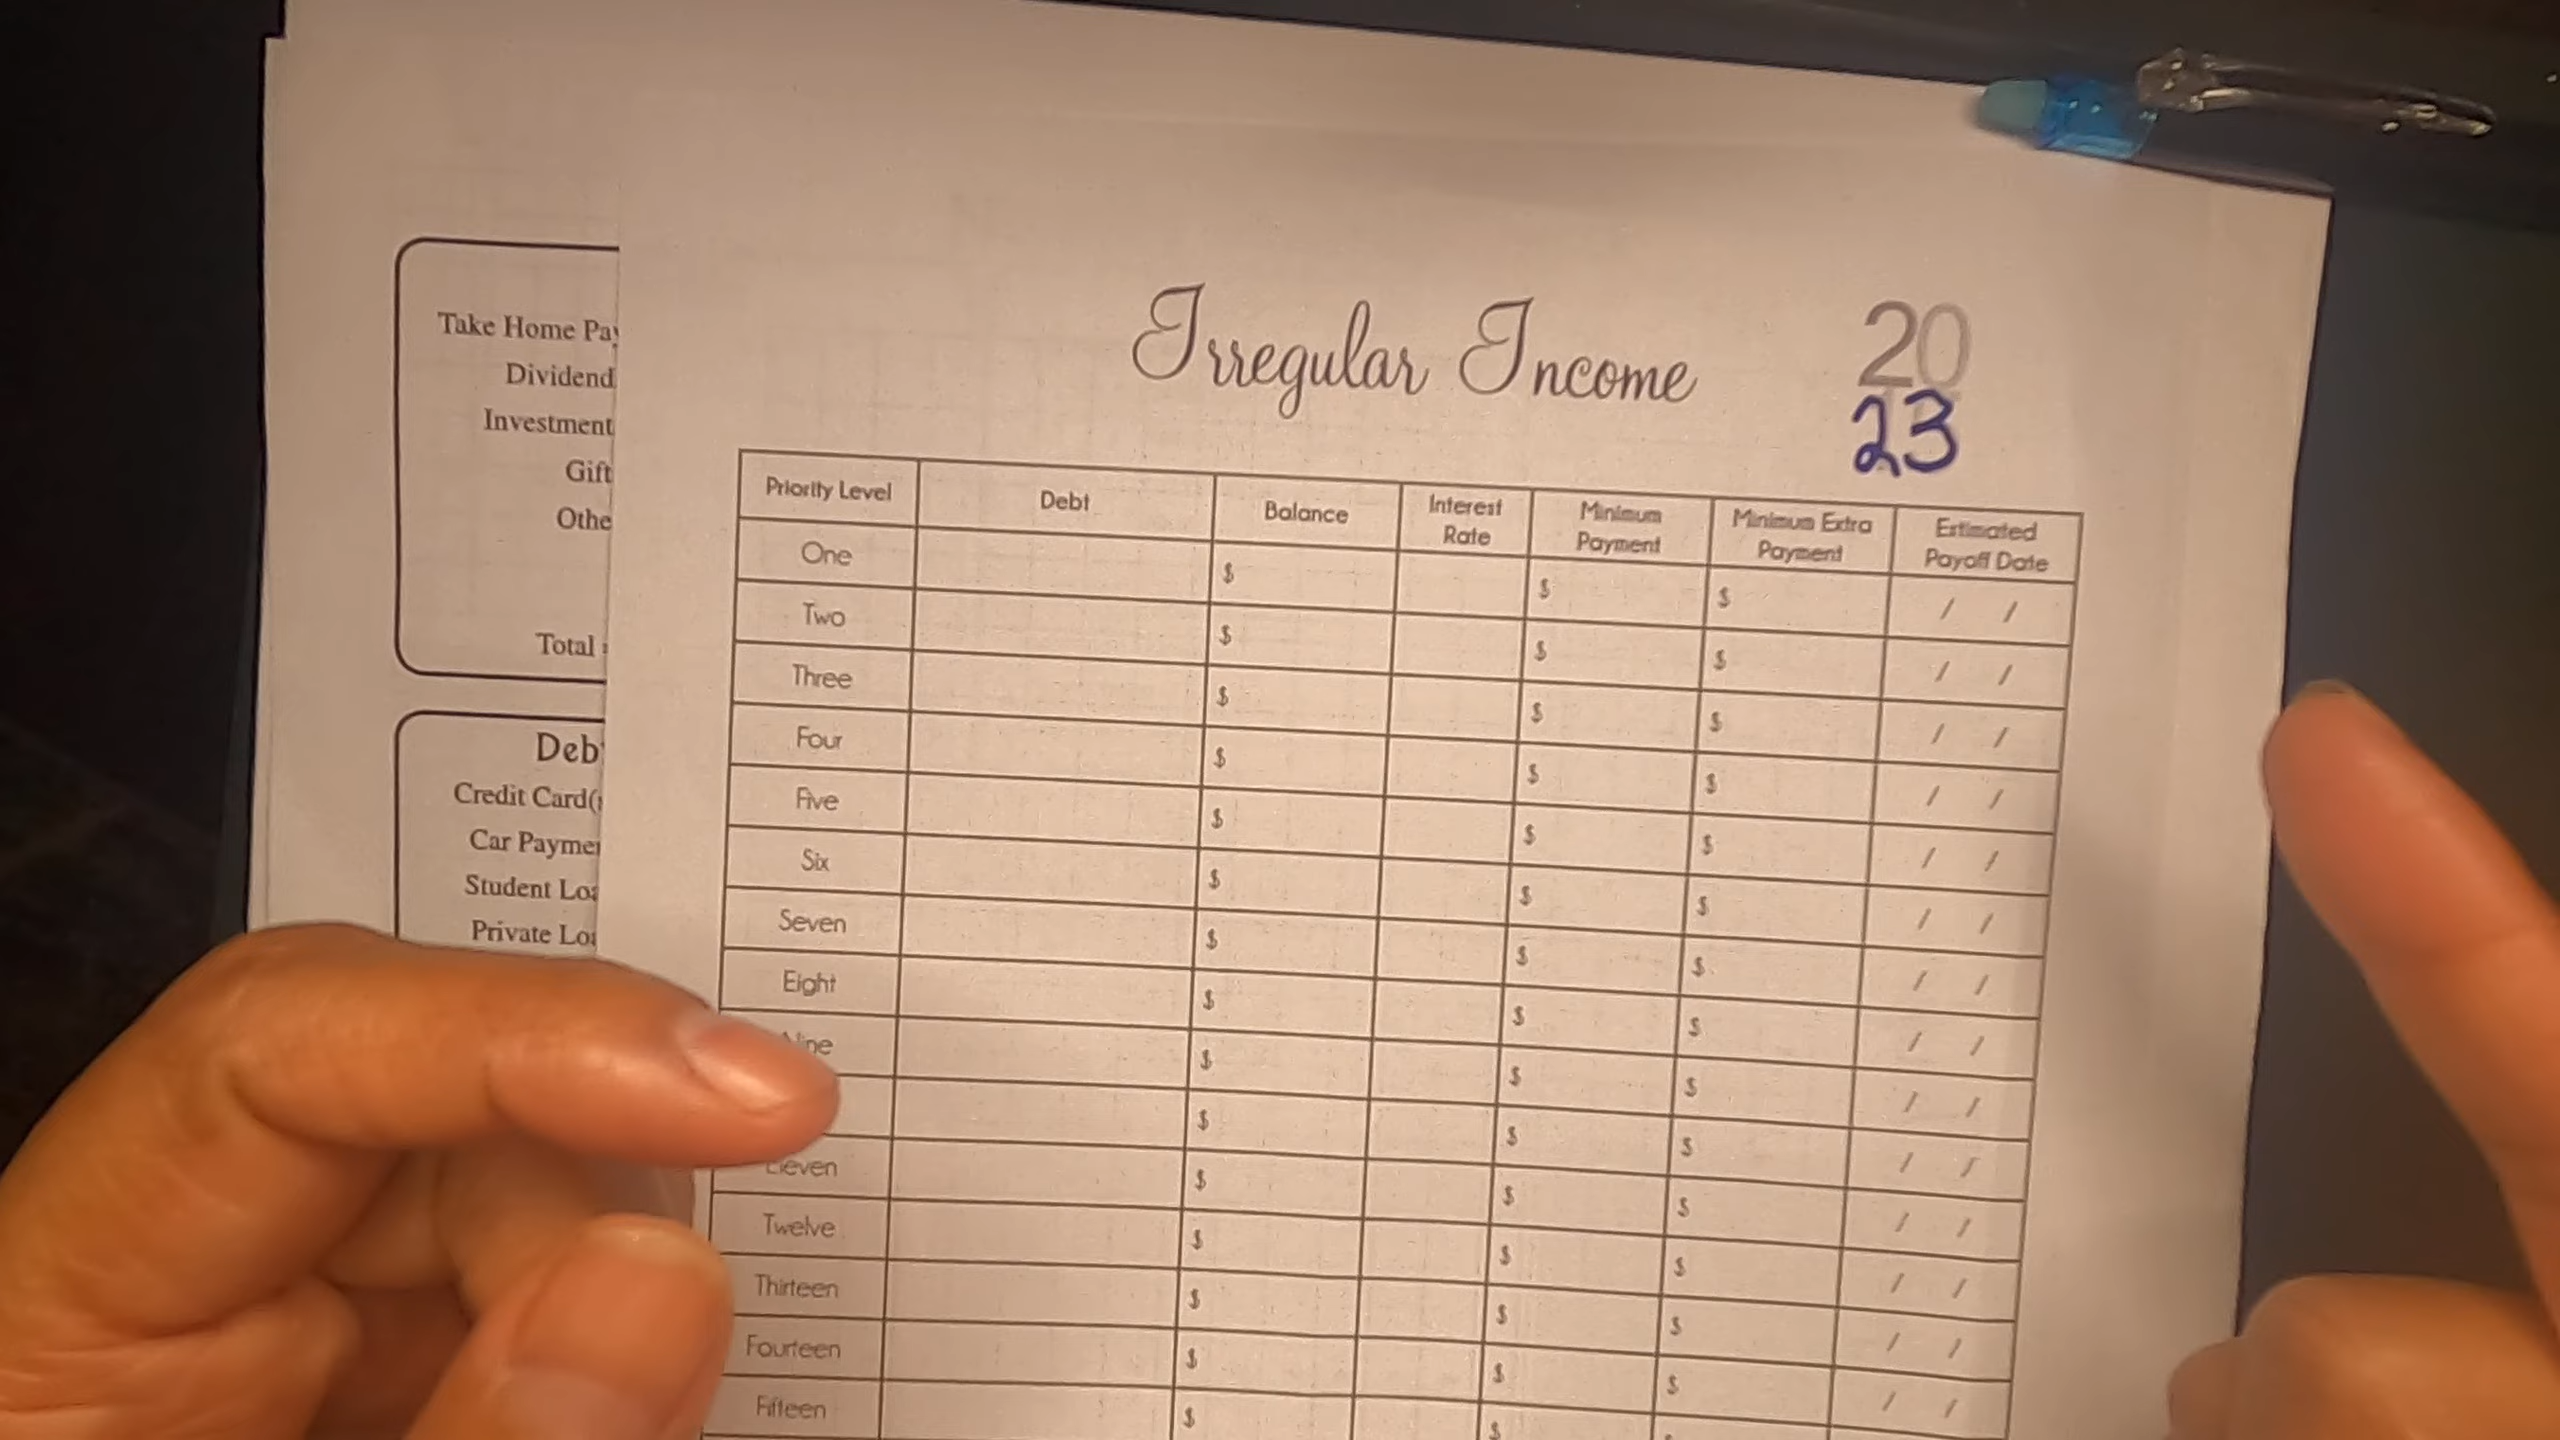 Take Home Pay
Dividend
Investment
Gift
Othe
Total
Deb
Credit Card(
Car Payme
Student Lo
Private Lo
Irregular Income
20
23
Priority Level Debt Balance Interest Rate Minimum Payment Minimum Extra Payment Estimated Payoff Date
One $ $ $ / /
Two $ $ $ / /
Three $ $ $ / /
Four $ $ $ / /
Five $ $ $ / /
Six $ $ $ / /
Seven $ $ $ / /
Eight $ $ $ / /
Nine $ $ $ / /
$ $ $ / /
Eleven $ $ $ / /
Twelve $ $ $ / /
Thirteen $ $ $ / /
Fourteen $ $ $ / /
Fifteen $ $